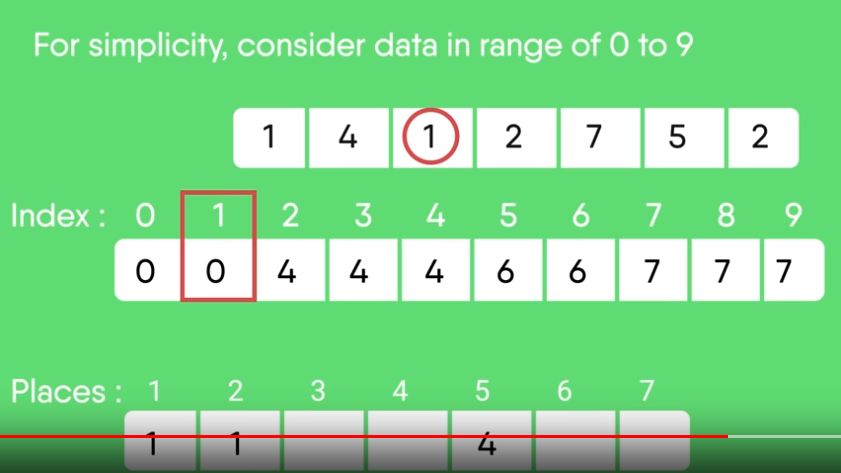 For simplicity, consider data in range of 0 to 9
1 4 1 2 7 5 2
Index : 0 1 2 3 4 5 6 7 8 9
0 0 4 4 4 6 6 7 7 7
Places : 1 2 3 4 5 6 7
1 1 4